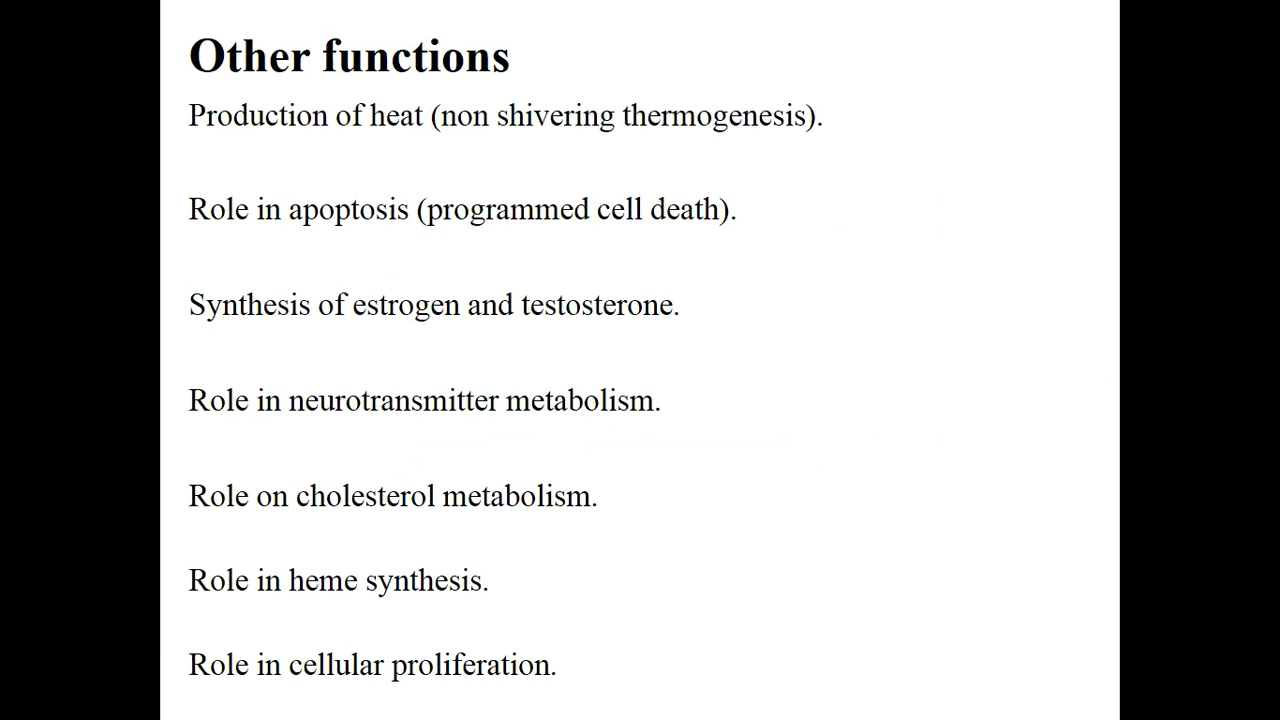 Other functions
Production of heat (non shivering thermogenesis).
Role in apoptosis (programmed cell death).
Synthesis of estrogen and testosterone.
Role in neurotransmitter metabolism.
Role on cholesterol metabolism.
Role in heme synthesis.
Role in cellular proliferation.